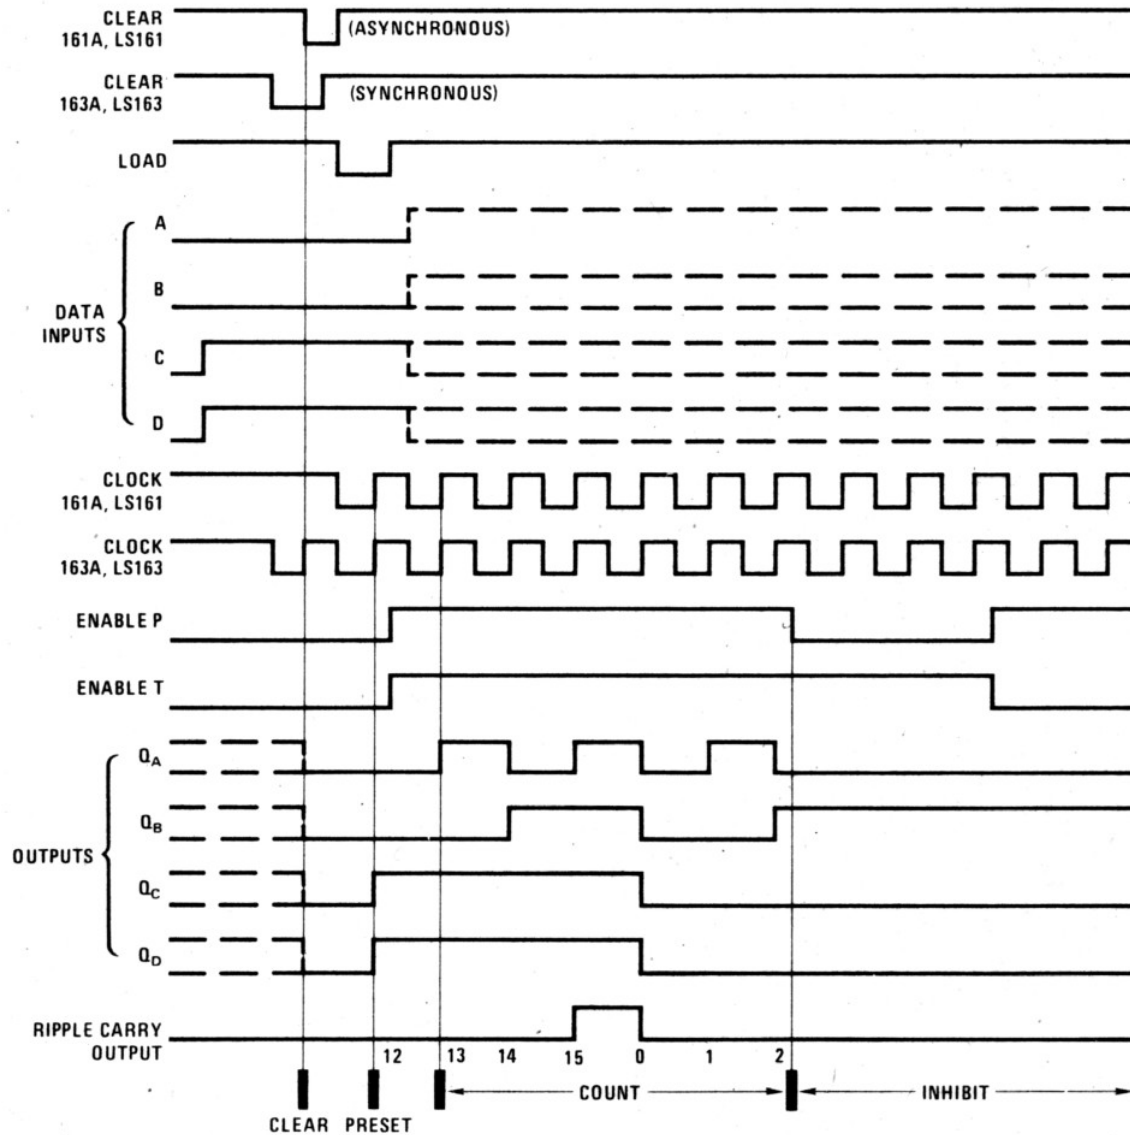 CLEAR
161A, LS161
(ASYNCHRONOUS)
CLEAR
163A, LS163
(SYNCHRONOUS)
LOAD
DATA
INPUTS
A
B
C
D
CLOCK
161A, LS161
CLOCK
163A, LS163
ENABLE P
ENABLE T
OUTPUTS
QA
QB
QC
QD
RIPPLE CARRY
OUTPUT
12 13 14 15 0 1 2
COUNT INHIBIT
CLEAR PRESET